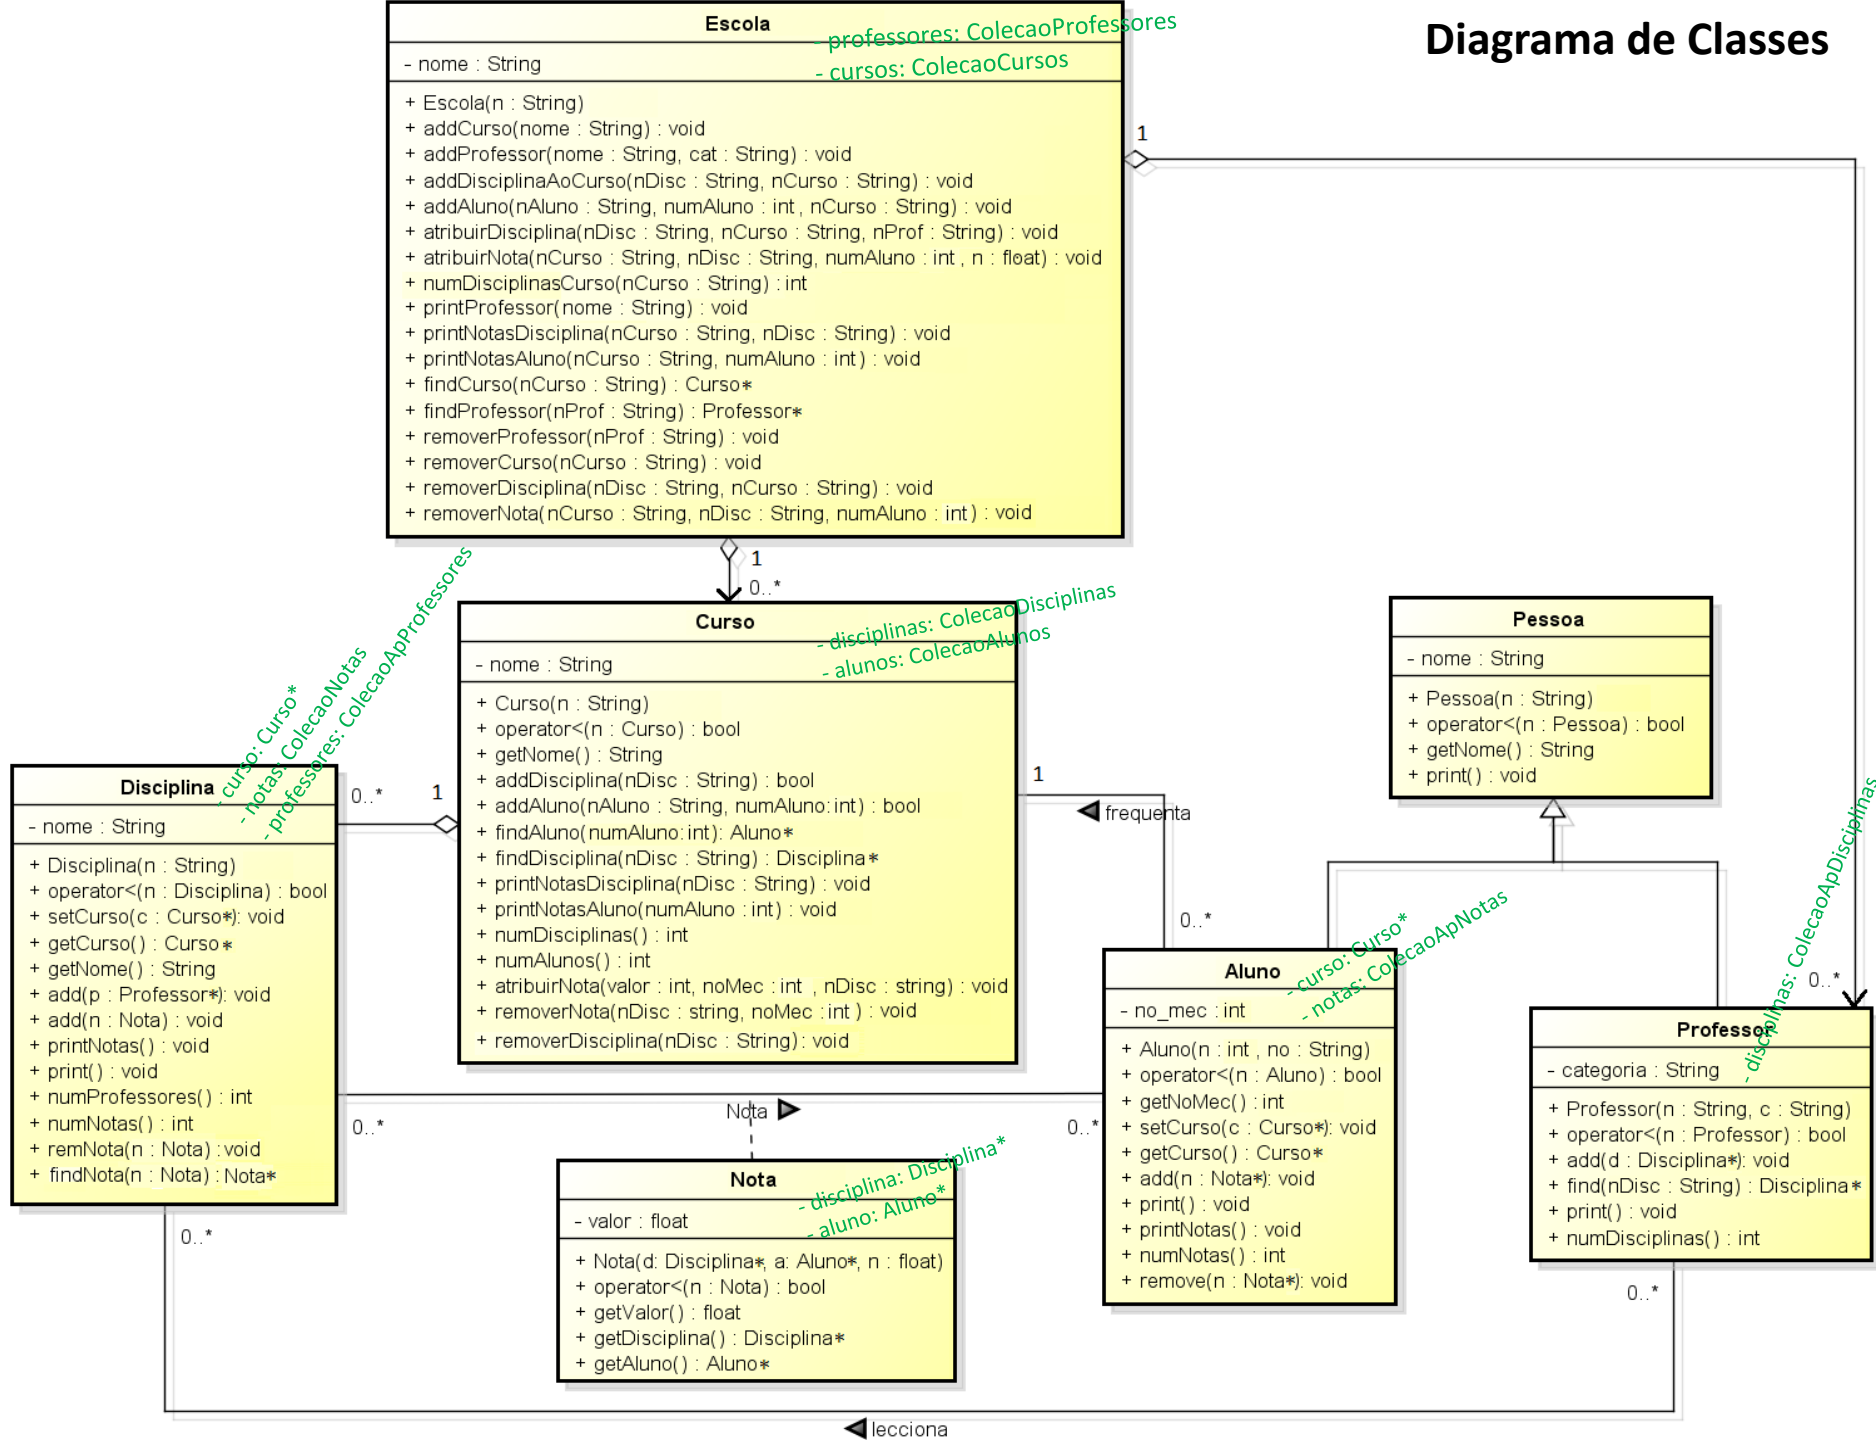 Diagrama de Classes
Escola
- professores: ColecaoProfessores
- cursos: ColecaoCursos
- nome : String
+ Escola(n : String)
+ addCurso(nome : String) : void
+ addProfessor(nome : String, cat : String) : void
+ addDisciplinaAoCurso(nDisc : String, nCurso : String) : void
+ addAluno(nAluno : String, numAluno : int , nCurso : String) : void
+ atribuirDisciplina(nDisc : String, nCurso : String, nProf : String) : void
+ atribuirNota(nCurso : String, nDisc : String, numAluno : int , n : float) : void
+ numDisciplinasCurso(nCurso : String) : int
+ printProfessor(nome : String) : void
+ printNotasDisciplina(nCurso : String, nDisc : String) : void
+ printNotasAluno(nCurso : String, numAluno : int ) : void
+ findCurso(nCurso : String) : Curso*
+ findProfessor(nProf : String) : Professor*
+ removerProfessor(nProf : String) : void
+ removerCurso(nCurso : String) : void
+ removerDisciplina(nDisc : String, nCurso : String) : void
+ removerNota(nCurso : String, nDisc : String, numAluno : int ) : void
1
1
0..*
Curso
- disciplinas: ColecaoDisciplinas
- alunos: ColecaoAlunos
- nome : String
+ Curso(n : String)
+ operator<(n : Curso) : bool
+ getNome() : String
+ addDisciplina(nDisc : String) : bool
+ addAluno(nAluno : String, numAluno: int) : bool
+ findAluno(numAluno: int): Aluno*
+ findDisciplina(nDisc : String) : Disciplina*
+ printNotasDisciplina(nDisc : String) : void
+ printNotasAluno(numAluno : int) : void
+ numDisciplinas() : int
+ numAlunos() : int
+ atribuirNota(valor : int, noMec : int , nDisc : string) : void
+ removerNota(nDisc : string, noMec : int ) : void
+ removerDisciplina(nDisc : String): void
Pessoa
- nome : String
+ Pessoa(n : String)
+ operator<(n : Pessoa) : bool
+ getNome() : String
+ print() : void
- curso: Curso*
- notas: ColecaoNotas
- professores: ColecaoApProfessores
Disciplina
- nome : String
+ Disciplina(n : String)
+ operator<(n : Disciplina) : bool
+ setCurso(c : Curso*): void
+ getCurso() : Curso*
+ getNome() : String
+ add(p : Professor*): void
+ add(n : Nota) : void
+ printNotas() : void
+ print() : void
+ numProfessores() : int
+ numNotas() : int
+ remNota(n : Nota) : void
+ findNota(n : Nota) : Nota*
0..*
1
1
frequenta
0..*
Aluno
- curso: Curso*
- notas: ColecaoApNotas
- no_mec : int
+ Aluno(n : int , no : String)
+ operator<(n : Aluno) : bool
+ getNoMec() : int
+ setCurso(c : Curso*): void
+ getCurso() : Curso*
+ add(n : Nota*): void
+ print() : void
+ printNotas() : void
+ numNotas() : int
+ remove(n : Nota*): void
0..*
- disciplinas: ColecaoApDisciplinas
Professor
- categoria : String
+ Professor(n : String, c : String)
+ operator<(n : Professor) : bool
+ add(d : Disciplina*): void
+ find(nDisc : String) : Disciplina*
+ print() : void
+ numDisciplinas() : int
0..*
Nota
0..*
Nota
- disciplina: Disciplina*
- aluno: Aluno*
- valor : float
+ Nota(d: Disciplina*, a: Aluno*, n : float)
+ operator<(n : Nota) : bool
+ getValor() : float
+ getDisciplina() : Disciplina*
+ getAluno() : Aluno*
0..*
0..*
lecciona